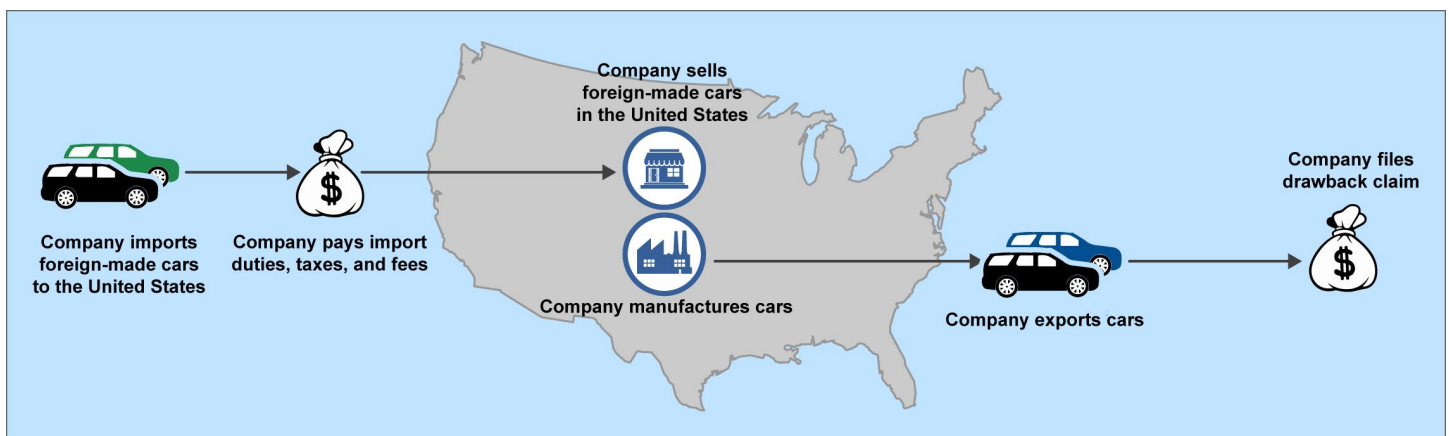 Company imports
foreign-made cars
to the United States
$
Company pays import
duties, taxes, and fees
Company sells
foreign-made cars
in the United States
Company manufactures cars
Company exports cars
Company files
drawback claim
$